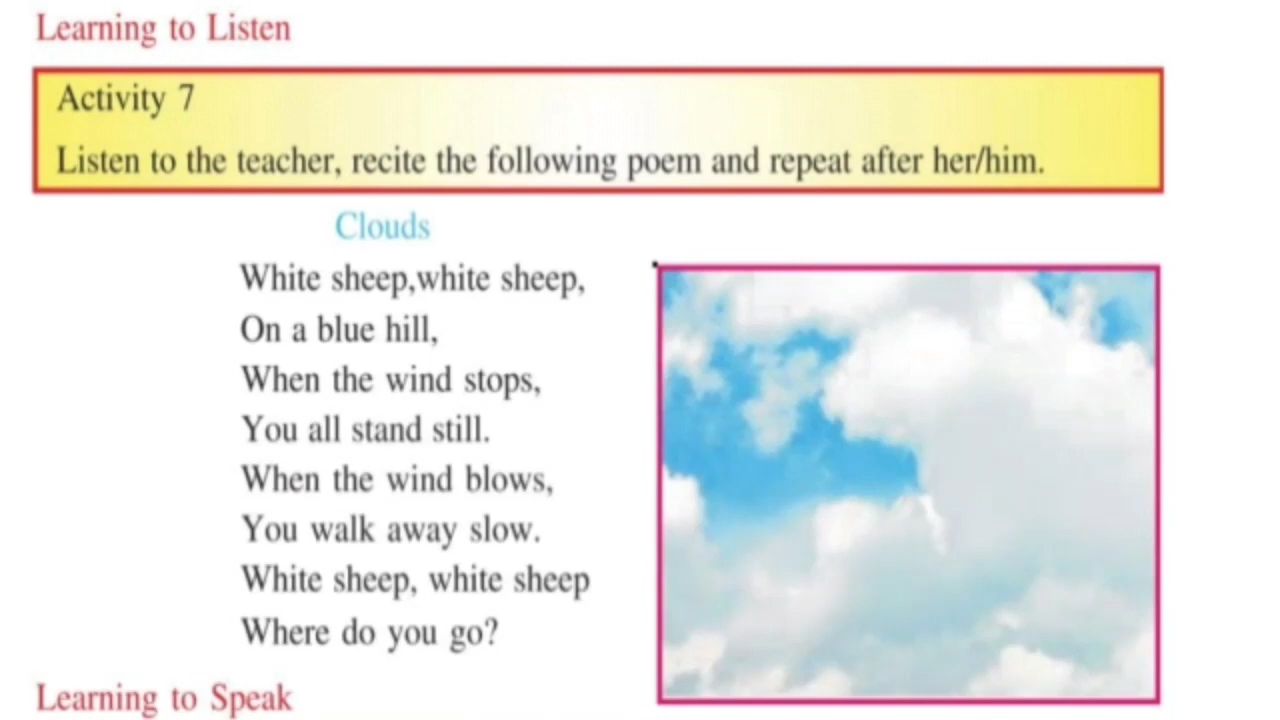 Learning to Listen
Activity 7
Listen to the teacher, recite the following poem and repeat after her/him.
Clouds
White sheep,white sheep,
On a blue hill,
When the wind stops,
You all stand still.
When the wind blows,
You walk away slow.
White sheep, white sheep
Where do you go?
Learning to Speak